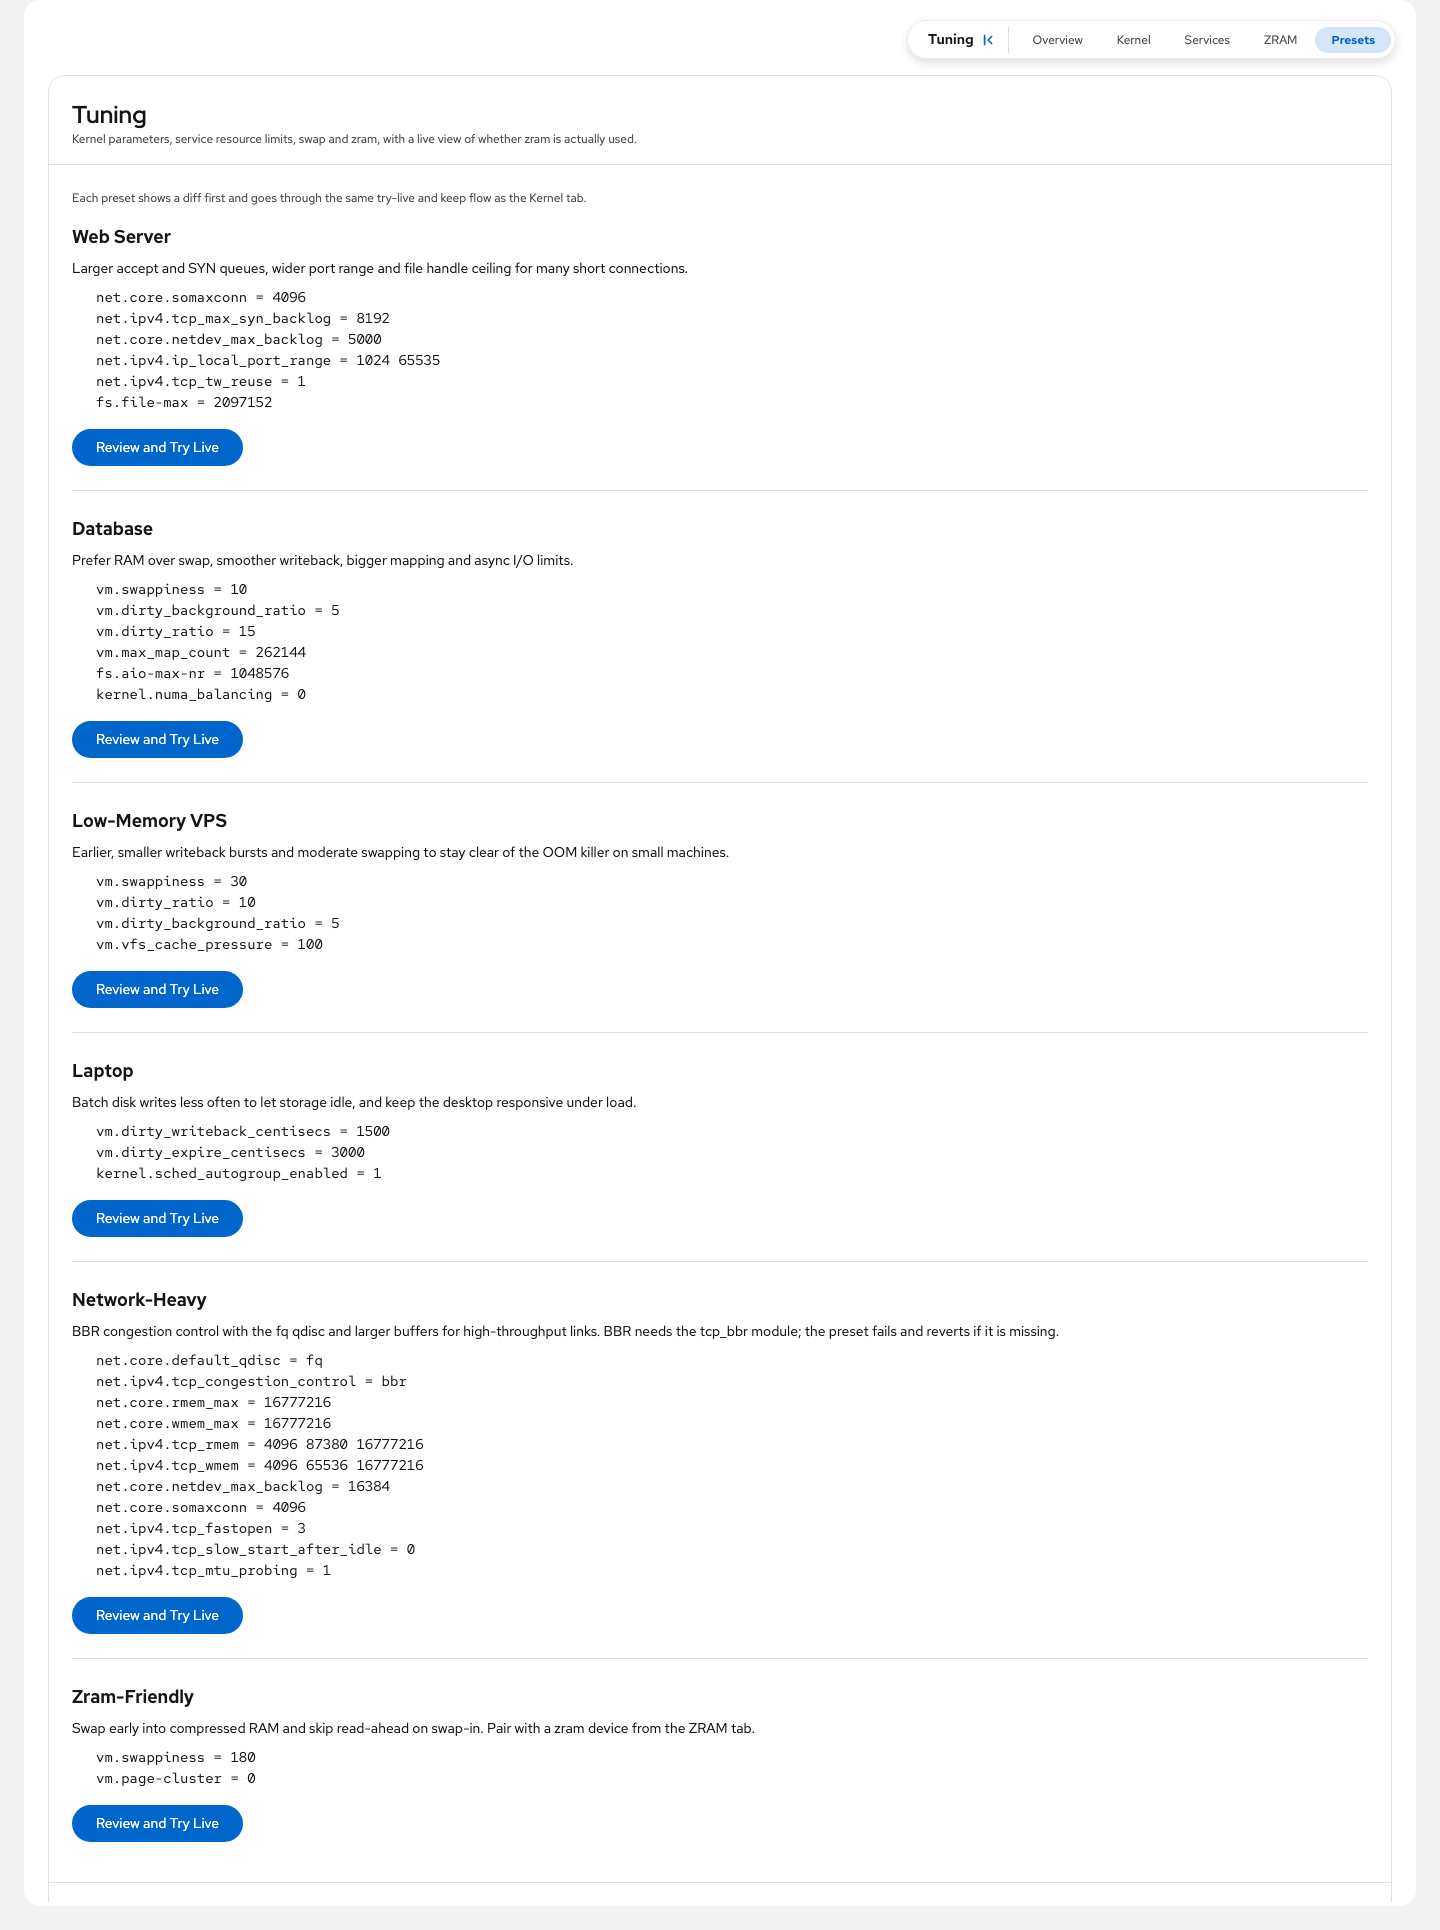 Tuning
Overview
Kernel
Services
ZRAM
Presets
Tuning
Kernel parameters, service resource limits, swap and zram, with a live view of whether zram is actually used.
Each preset shows a diff first and goes through the same try-live and keep flow as the Kernel tab.
Web Server
Larger accept and SYN queues, wider port range and file handle ceiling for many short connections.
net.core.somaxconn = 4096
net.ipv4.tcp_max_syn_backlog = 8192
net.core.netdev_max_backlog = 5000
net.ipv4.ip_local_port_range = 1024 65535
net.ipv4.tcp_tw_reuse = 1
fs.file-max = 2097152
Review and Try Live
Database
Prefer RAM over swap, smoother writeback, bigger mapping and async I/O limits.
vm.swappiness = 10
vm.dirty_background_ratio = 5
vm.dirty_ratio = 15
vm.max_map_count = 262144
fs.aio-max-nr = 1048576
kernel.numa_balancing = 0
Review and Try Live
Low-Memory VPS
Earlier, smaller writeback bursts and moderate swapping to stay clear of the OOM killer on small machines.
vm.swappiness = 30
vm.dirty_ratio = 10
vm.dirty_background_ratio = 5
vm.vfs_cache_pressure = 100
Review and Try Live
Laptop
Batch disk writes less often to let storage idle, and keep the desktop responsive under load.
vm.dirty_writeback_centisecs = 1500
vm.dirty_expire_centisecs = 3000
kernel.sched_autogroup_enabled = 1
Review and Try Live
Network-Heavy
BBR congestion control with the fq qdisc and larger buffers for high-throughput links. BBR needs the tcp_bbr module; the preset fails and reverts if it is missing.
net.core.default_qdisc = fq
net.ipv4.tcp_congestion_control = bbr
net.core.rmem_max = 16777216
net.core.wmem_max = 16777216
net.ipv4.tcp_rmem = 4096 87380 16777216
net.ipv4.tcp_wmem = 4096 65536 16777216
net.core.netdev_max_backlog = 16384
net.core.somaxconn = 4096
net.ipv4.tcp_fastopen = 3
net.ipv4.tcp_slow_start_after_idle = 0
net.ipv4.tcp_mtu_probing = 1
Review and Try Live
Zram-Friendly
Swap early into compressed RAM and skip read-ahead on swap-in. Pair with a zram device from the ZRAM tab.
vm.swappiness = 180
vm.page-cluster = 0
Review and Try Live